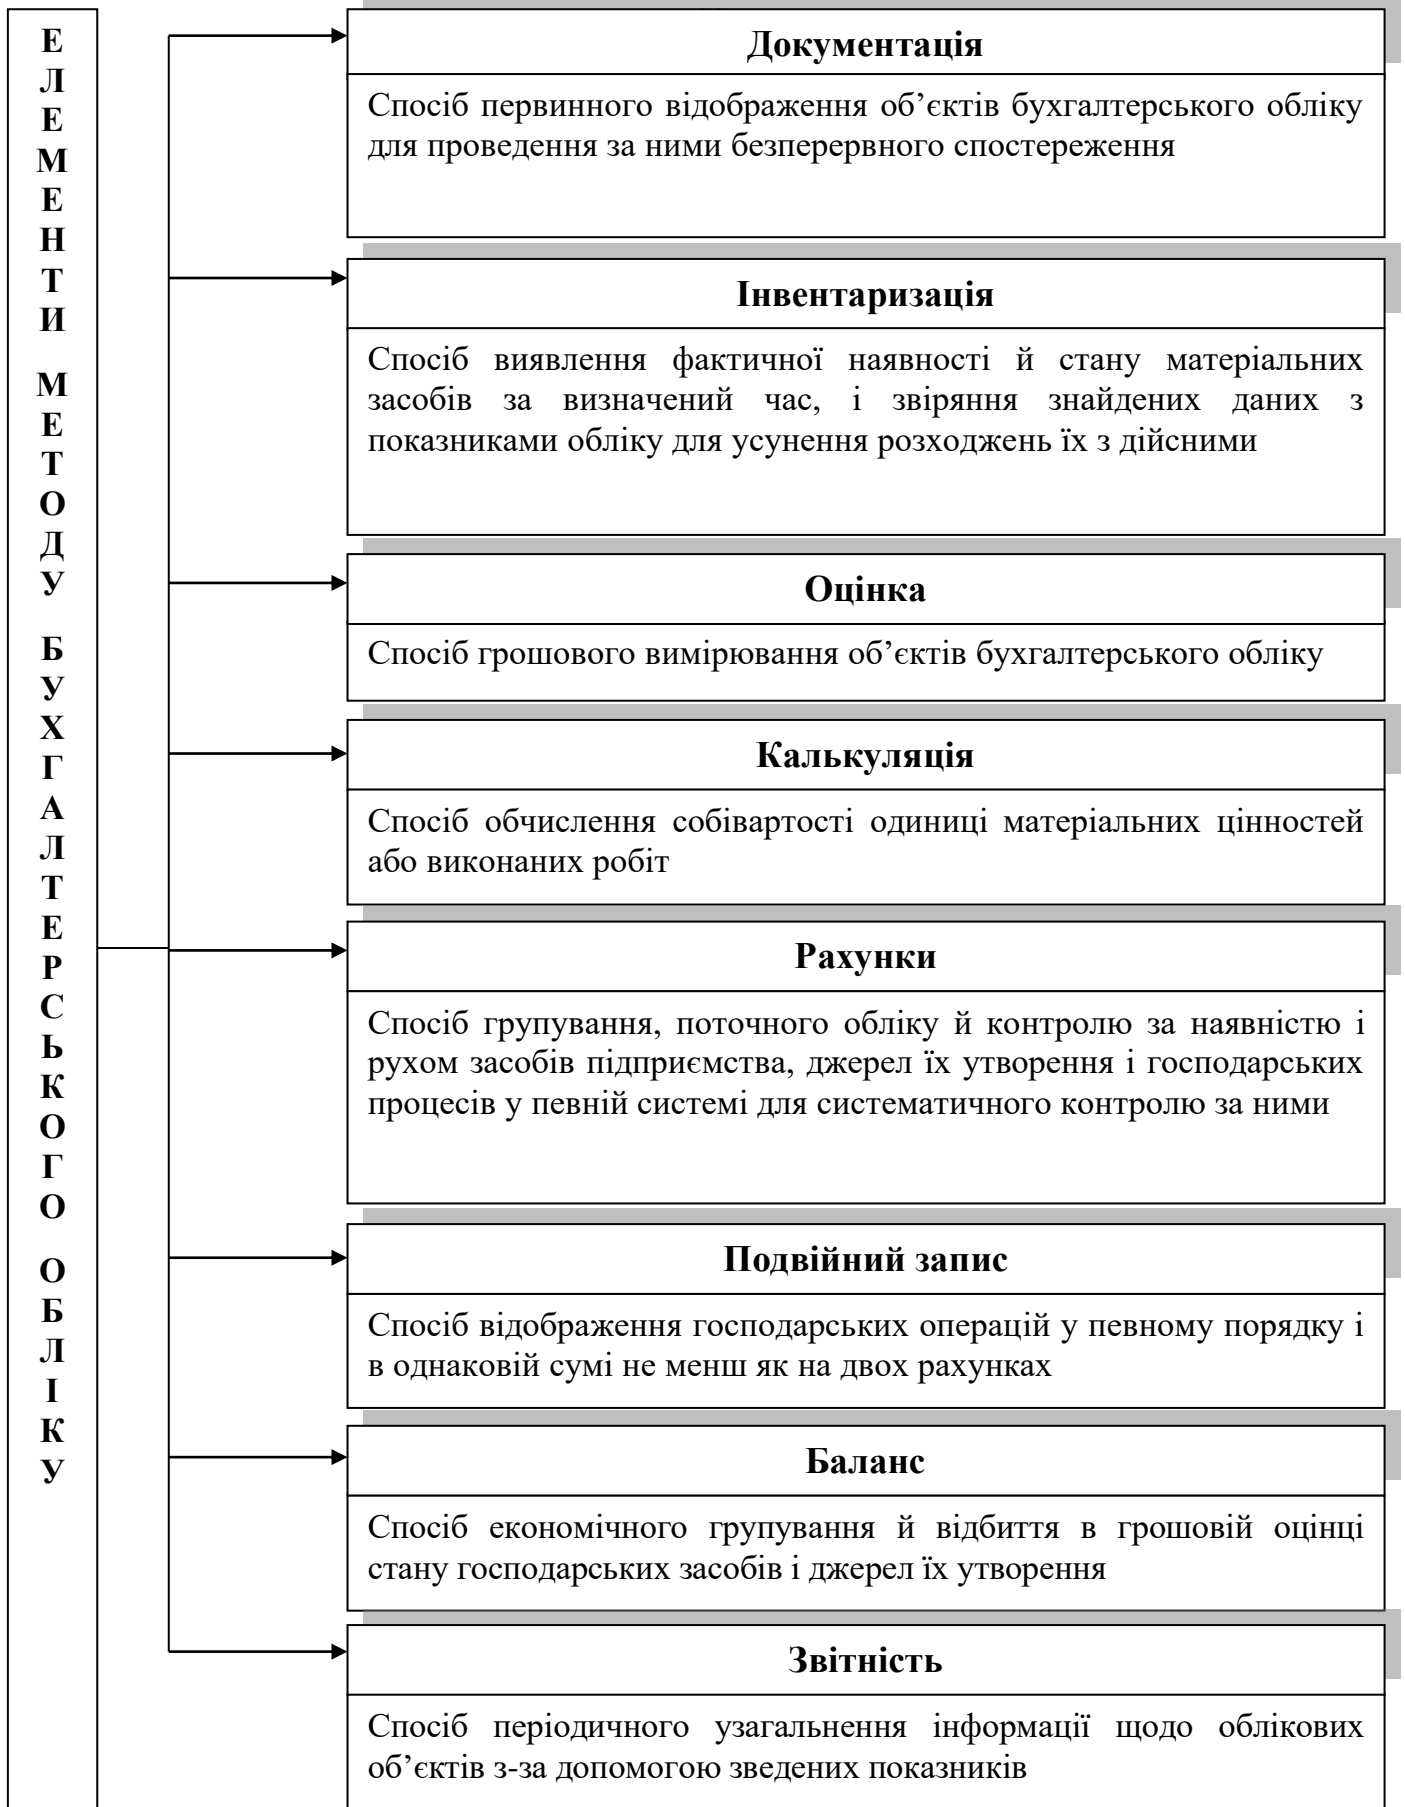 ЕЛЕМЕНТИ МЕТОДУ БУХГАЛТЕРСЬКОГО ОБЛІКУ
Документація
Спосіб первинного відображення об’єктів бухгалтерського обліку
для проведення за ними безперервного спостереження
Інвентаризація
Спосіб виявлення фактичної наявності й стану матеріальних
засобів за визначений час, і звіряння знайдених даних з
показниками обліку для усунення розходжень їх з дійсними
Оцінка
Спосіб грошового вимірювання об’єктів бухгалтерського обліку
Калькуляція
Спосіб обчислення собівартості одиниці матеріальних цінностей
або виконаних робіт
Рахунки
Спосіб групування, поточного обліку й контролю за наявністю і
рухом засобів підприємства, джерел їх утворення і господарських
процесів у певній системі для систематичного контролю за ними
Подвійний запис
Спосіб відображення господарських операцій у певному порядку і
в однаковій сумі не менш як на двох рахунках
Баланс
Спосіб економічного групування й відбиття в грошовій оцінці
стану господарських засобів і джерел їх утворення
Звітність
Спосіб періодичного узагальнення інформації щодо облікових
об’єктів з-за допомогою зведених показників